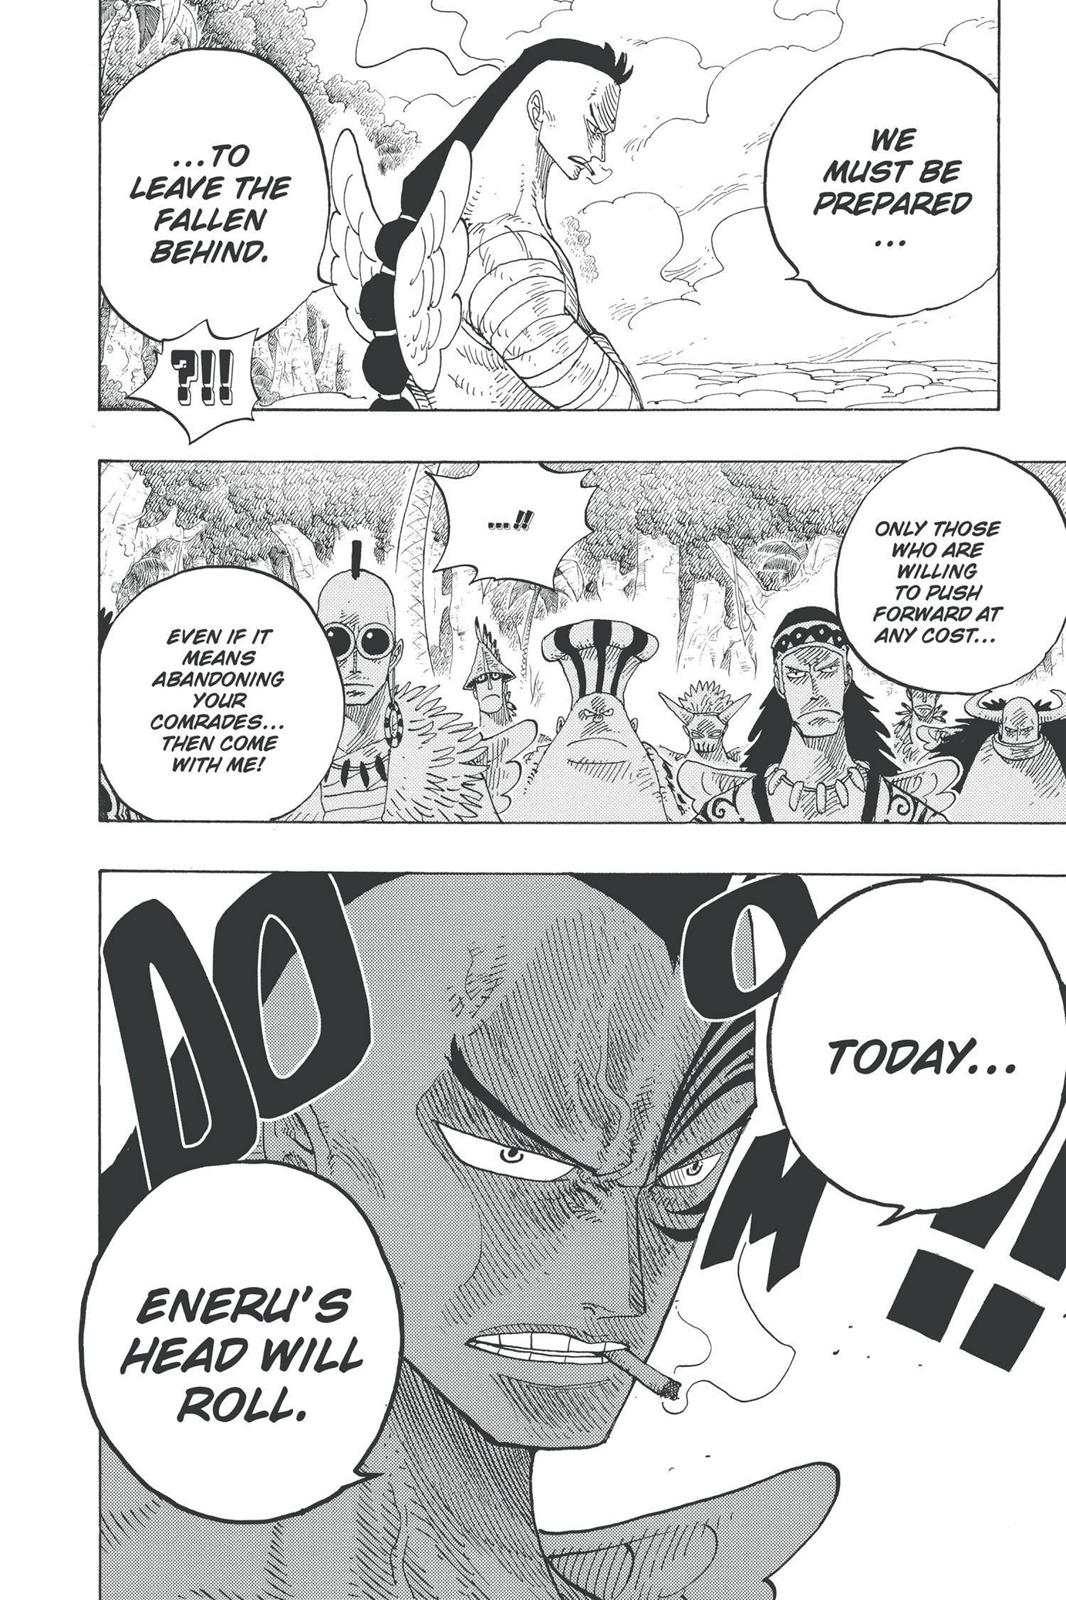 WE
MUST BE
PREPARED
...
...TO
LEAVE THE
FALLEN
BEHIND.
?!!
ONLY THOSE
WHO ARE
WILLING
TO PUSH
FORWARD AT
ANY COST...
...!!
EVEN IF IT
MEANS
ABANDONING
YOUR
COMRADES...
THEN COME
WITH ME!
TODAY...
DOOM!!
ENERU'S
HEAD WILL
ROLL.